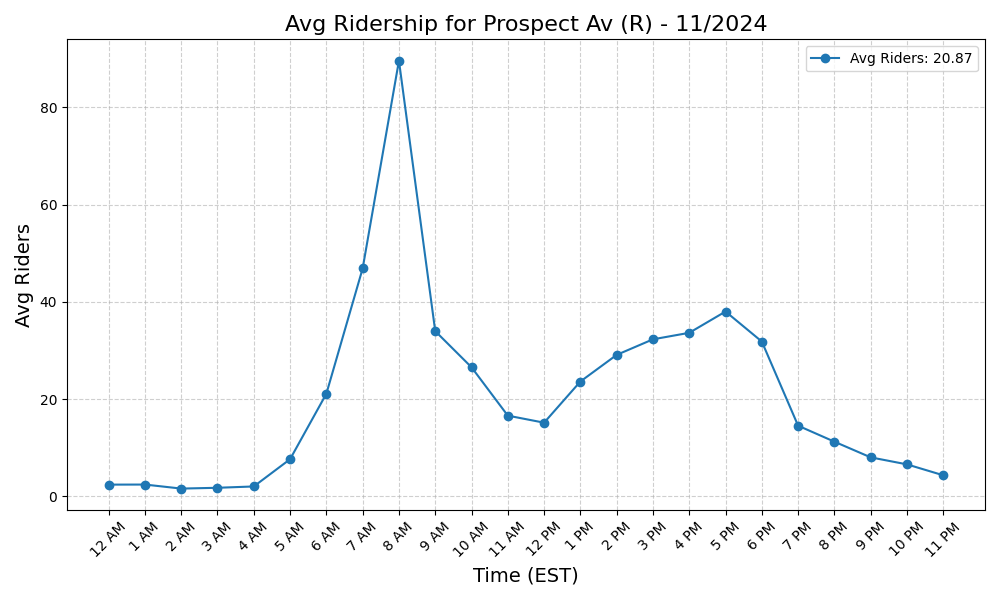 Avg Ridership for Prospect Av (R) - 11/2024
Avg Riders: 20.87
Avg Riders
80
60
40
20
0
12 AM
1 AM
2 AM
3 AM
4 AM
5 AM
6 AM
7 AM
8 AM
9 AM
10 AM
11 AM
12 PM
1 PM
2 PM
3 PM
4 PM
5 PM
6 PM
7 PM
8 PM
9 PM
10 PM
11 PM
Time (EST)